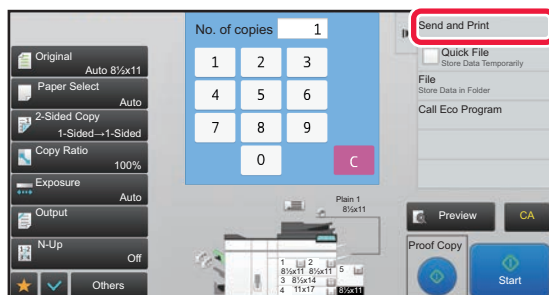 Original
Auto 8½x11
Paper Select
Auto
2-Sided Copy
1-Sided→1-Sided
Copy Ratio
100%
Exposure
Auto
Output
N-Up
Off
Others
No. of copies 1
1 2 3
4 5 6
7 8 9
0 C
Plain 1
8½x11
1 2
8½x11 8½x11 5
3 8½x14
4 11x17 8½x11
Send and Print
Quick File
Store Data Temporarily
File
Store Data in Folder
Call Eco Program
Preview CA
Proof Copy
Start